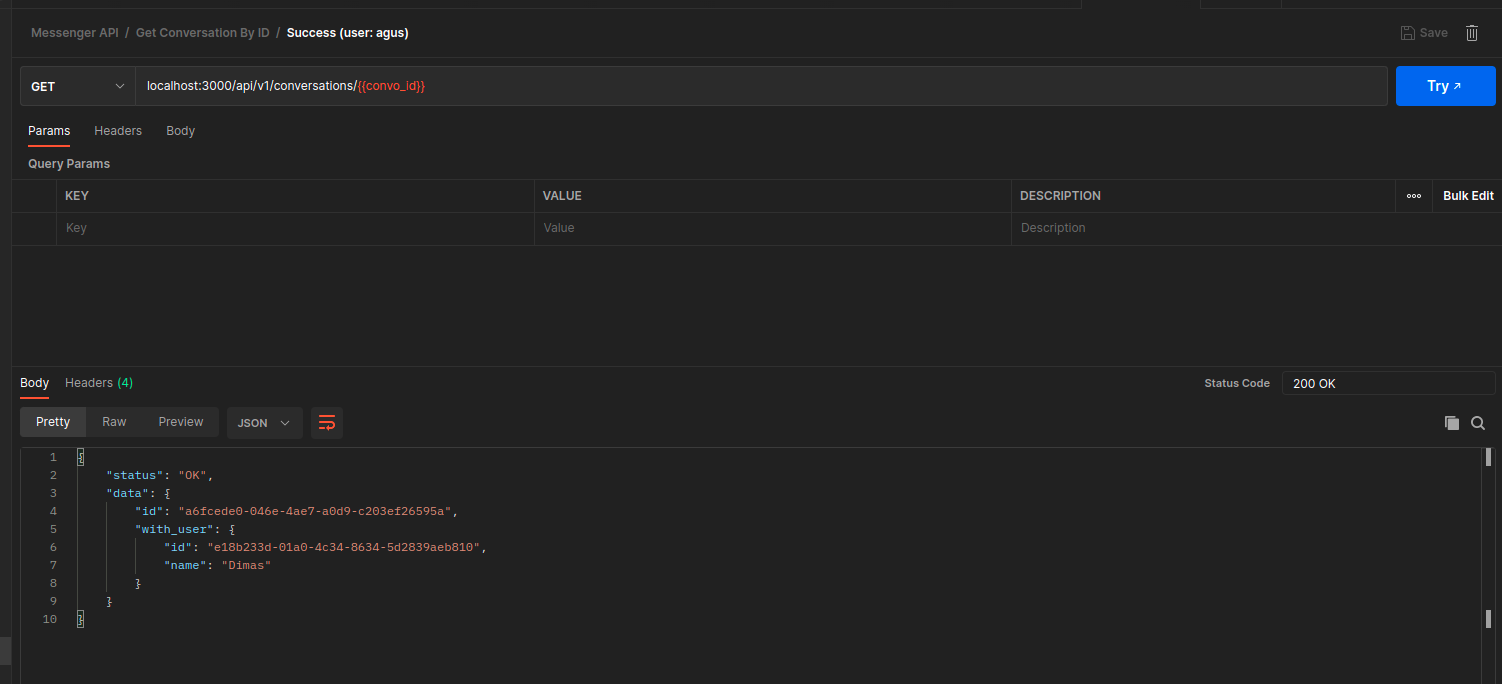 Messenger API / Get Conversation By ID / Success (user: agus)
Save
GET
localhost:3000/api/v1/conversations/{{convo_id}}
Try ↗
Params Headers Body
Query Params
KEY VALUE DESCRIPTION ooo Bulk Edit
Key Value Description
Body Headers (4) Status Code 200 OK
Pretty Raw Preview JSON
1 {
2 "status": "OK",
3 "data": {
4 "id": "a6fcede0-046e-4ae7-a0d9-c203ef26595a",
5 "with_user": {
6 "id": "e18b233d-01a0-4c34-8634-5d2839aeb810",
7 "name": "Dimas"
8 }
9 }
10 }